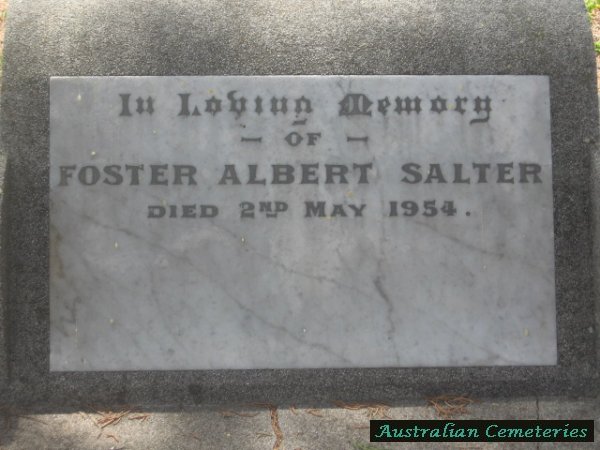 In Loving Memory
— OF —
FOSTER ALBERT SALTER
DIED 2ND MAY 1954.
Australian Cemeteries